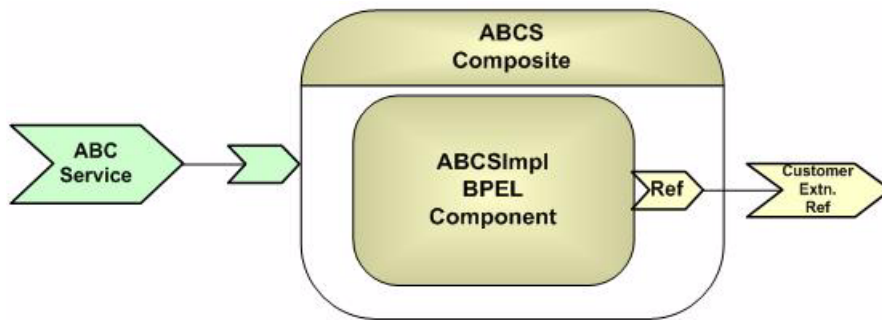 ABCS
Composite
ABC
Service
ABCSImpl
BPEL
Component
Ref
Customer
Extn.
Ref